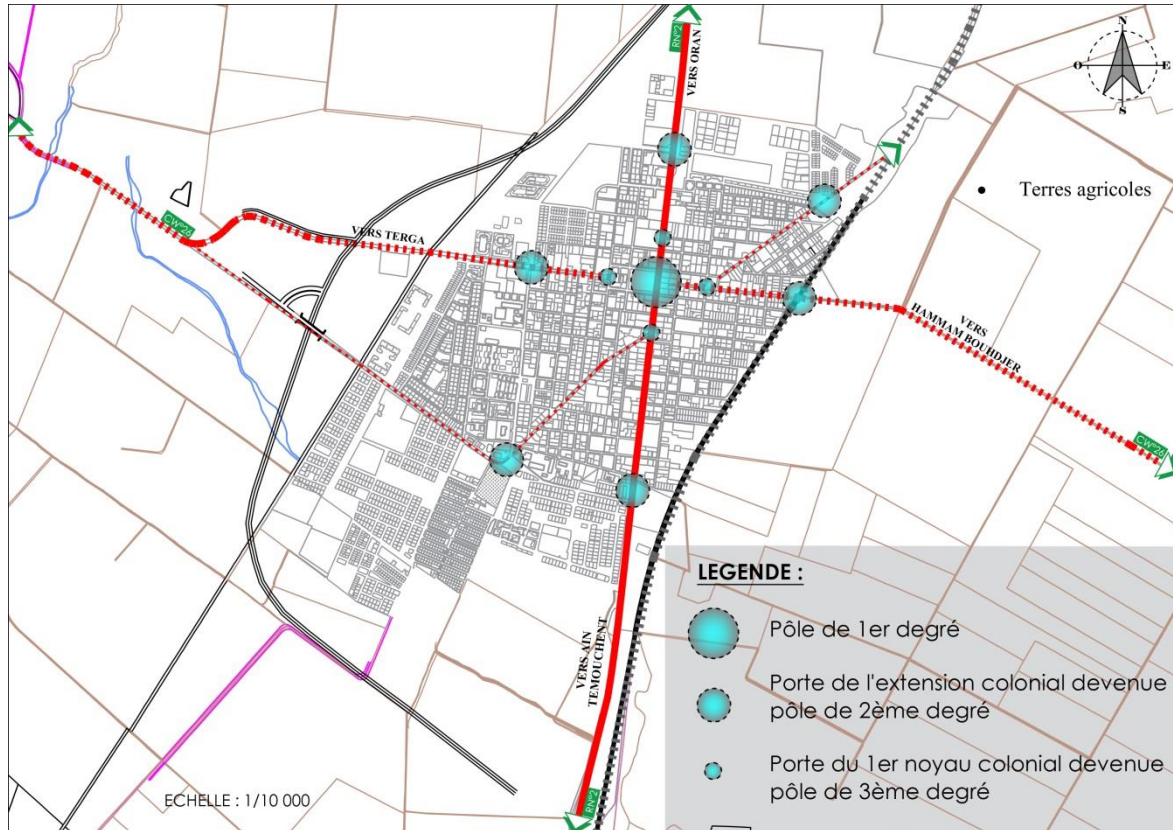 RN°2
VERS ORAN
N
O
E
S
Terres agricoles
CW°26
VERS TERGA
VERS
HAMMAM BOUHDJER
CW°26
VERS AIN
TEMOUCHENT
RN°2
ECHELLE : 1/10 000
LEGENDE :
Pôle de 1er degré
Porte de l'extension colonial devenue
pôle de 2ème degré
Porte du 1er noyau colonial devenue
pôle de 3ème degré